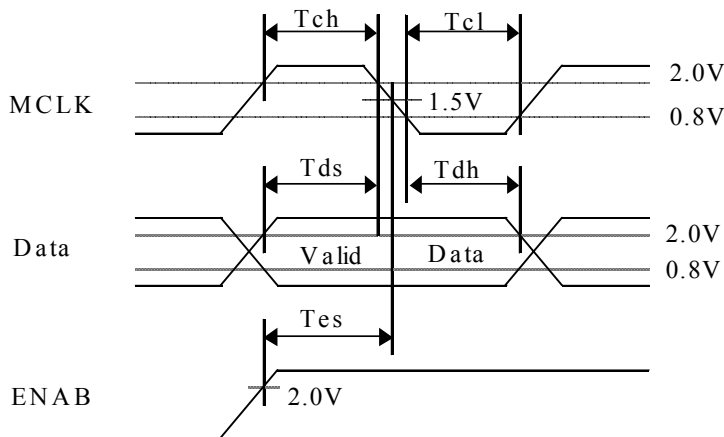 Tch Tcl
2.0V
MCLK 1.5V
0.8V
Tds Tdh
2.0V
Data Valid Data
0.8V
Tes
ENAB 2.0V